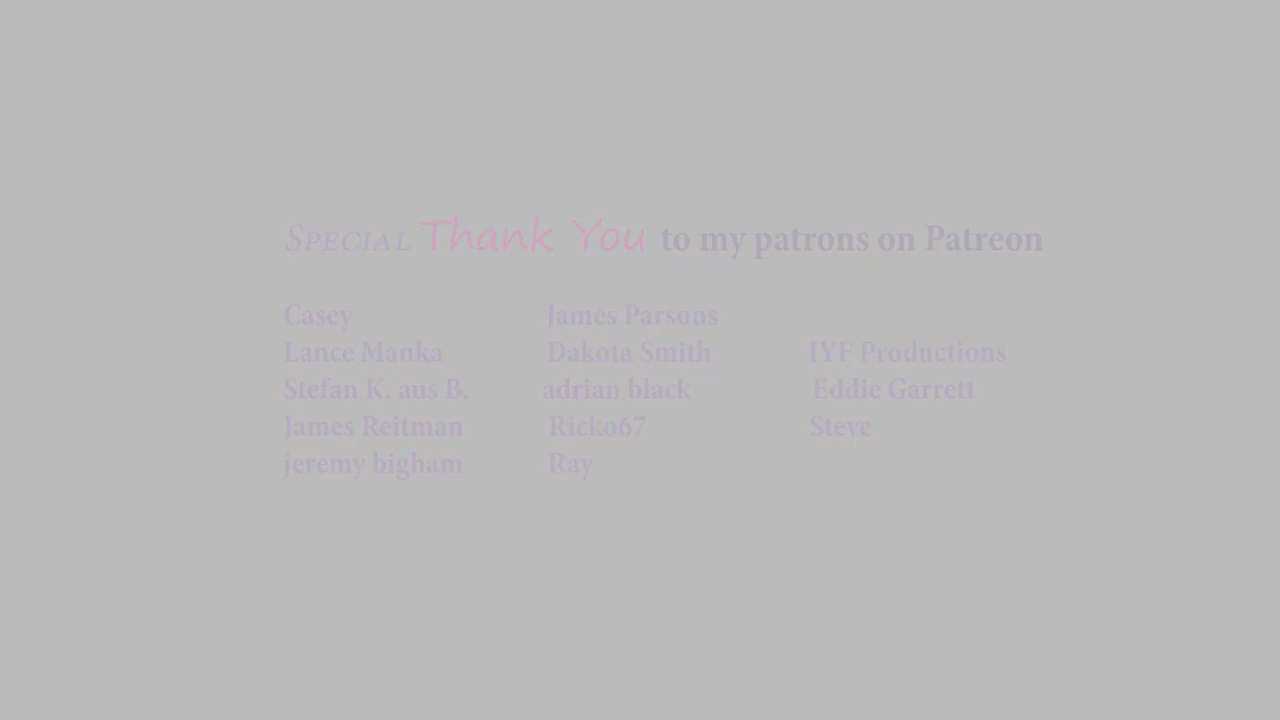 SPECIAL Thank You to my patrons on Patreon
Casey James Parsons
Lance Manka Dakota Smith IYF Productions
Stefan K. aus B. adrian black Eddie Garrett
James Reitman Ricko67 Steve
jeremy bigham Ray